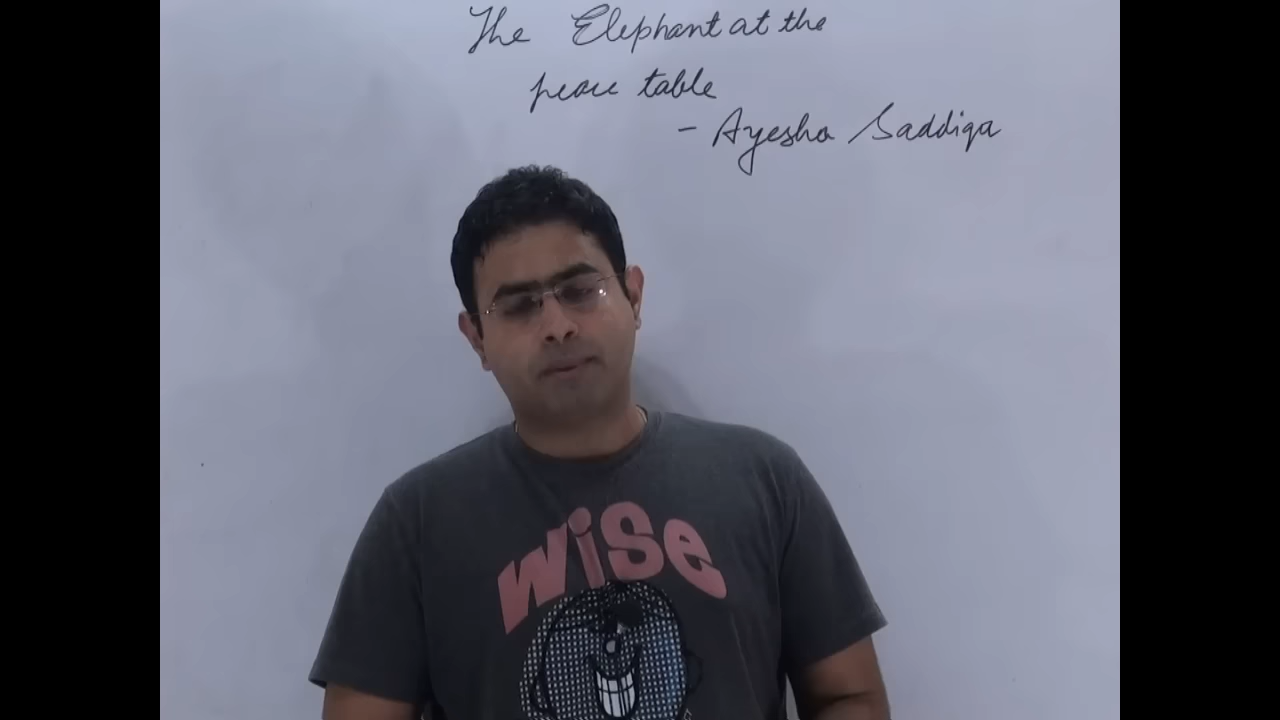 The Elephant at the
peace table
- Ayesha Saddiqa
wise